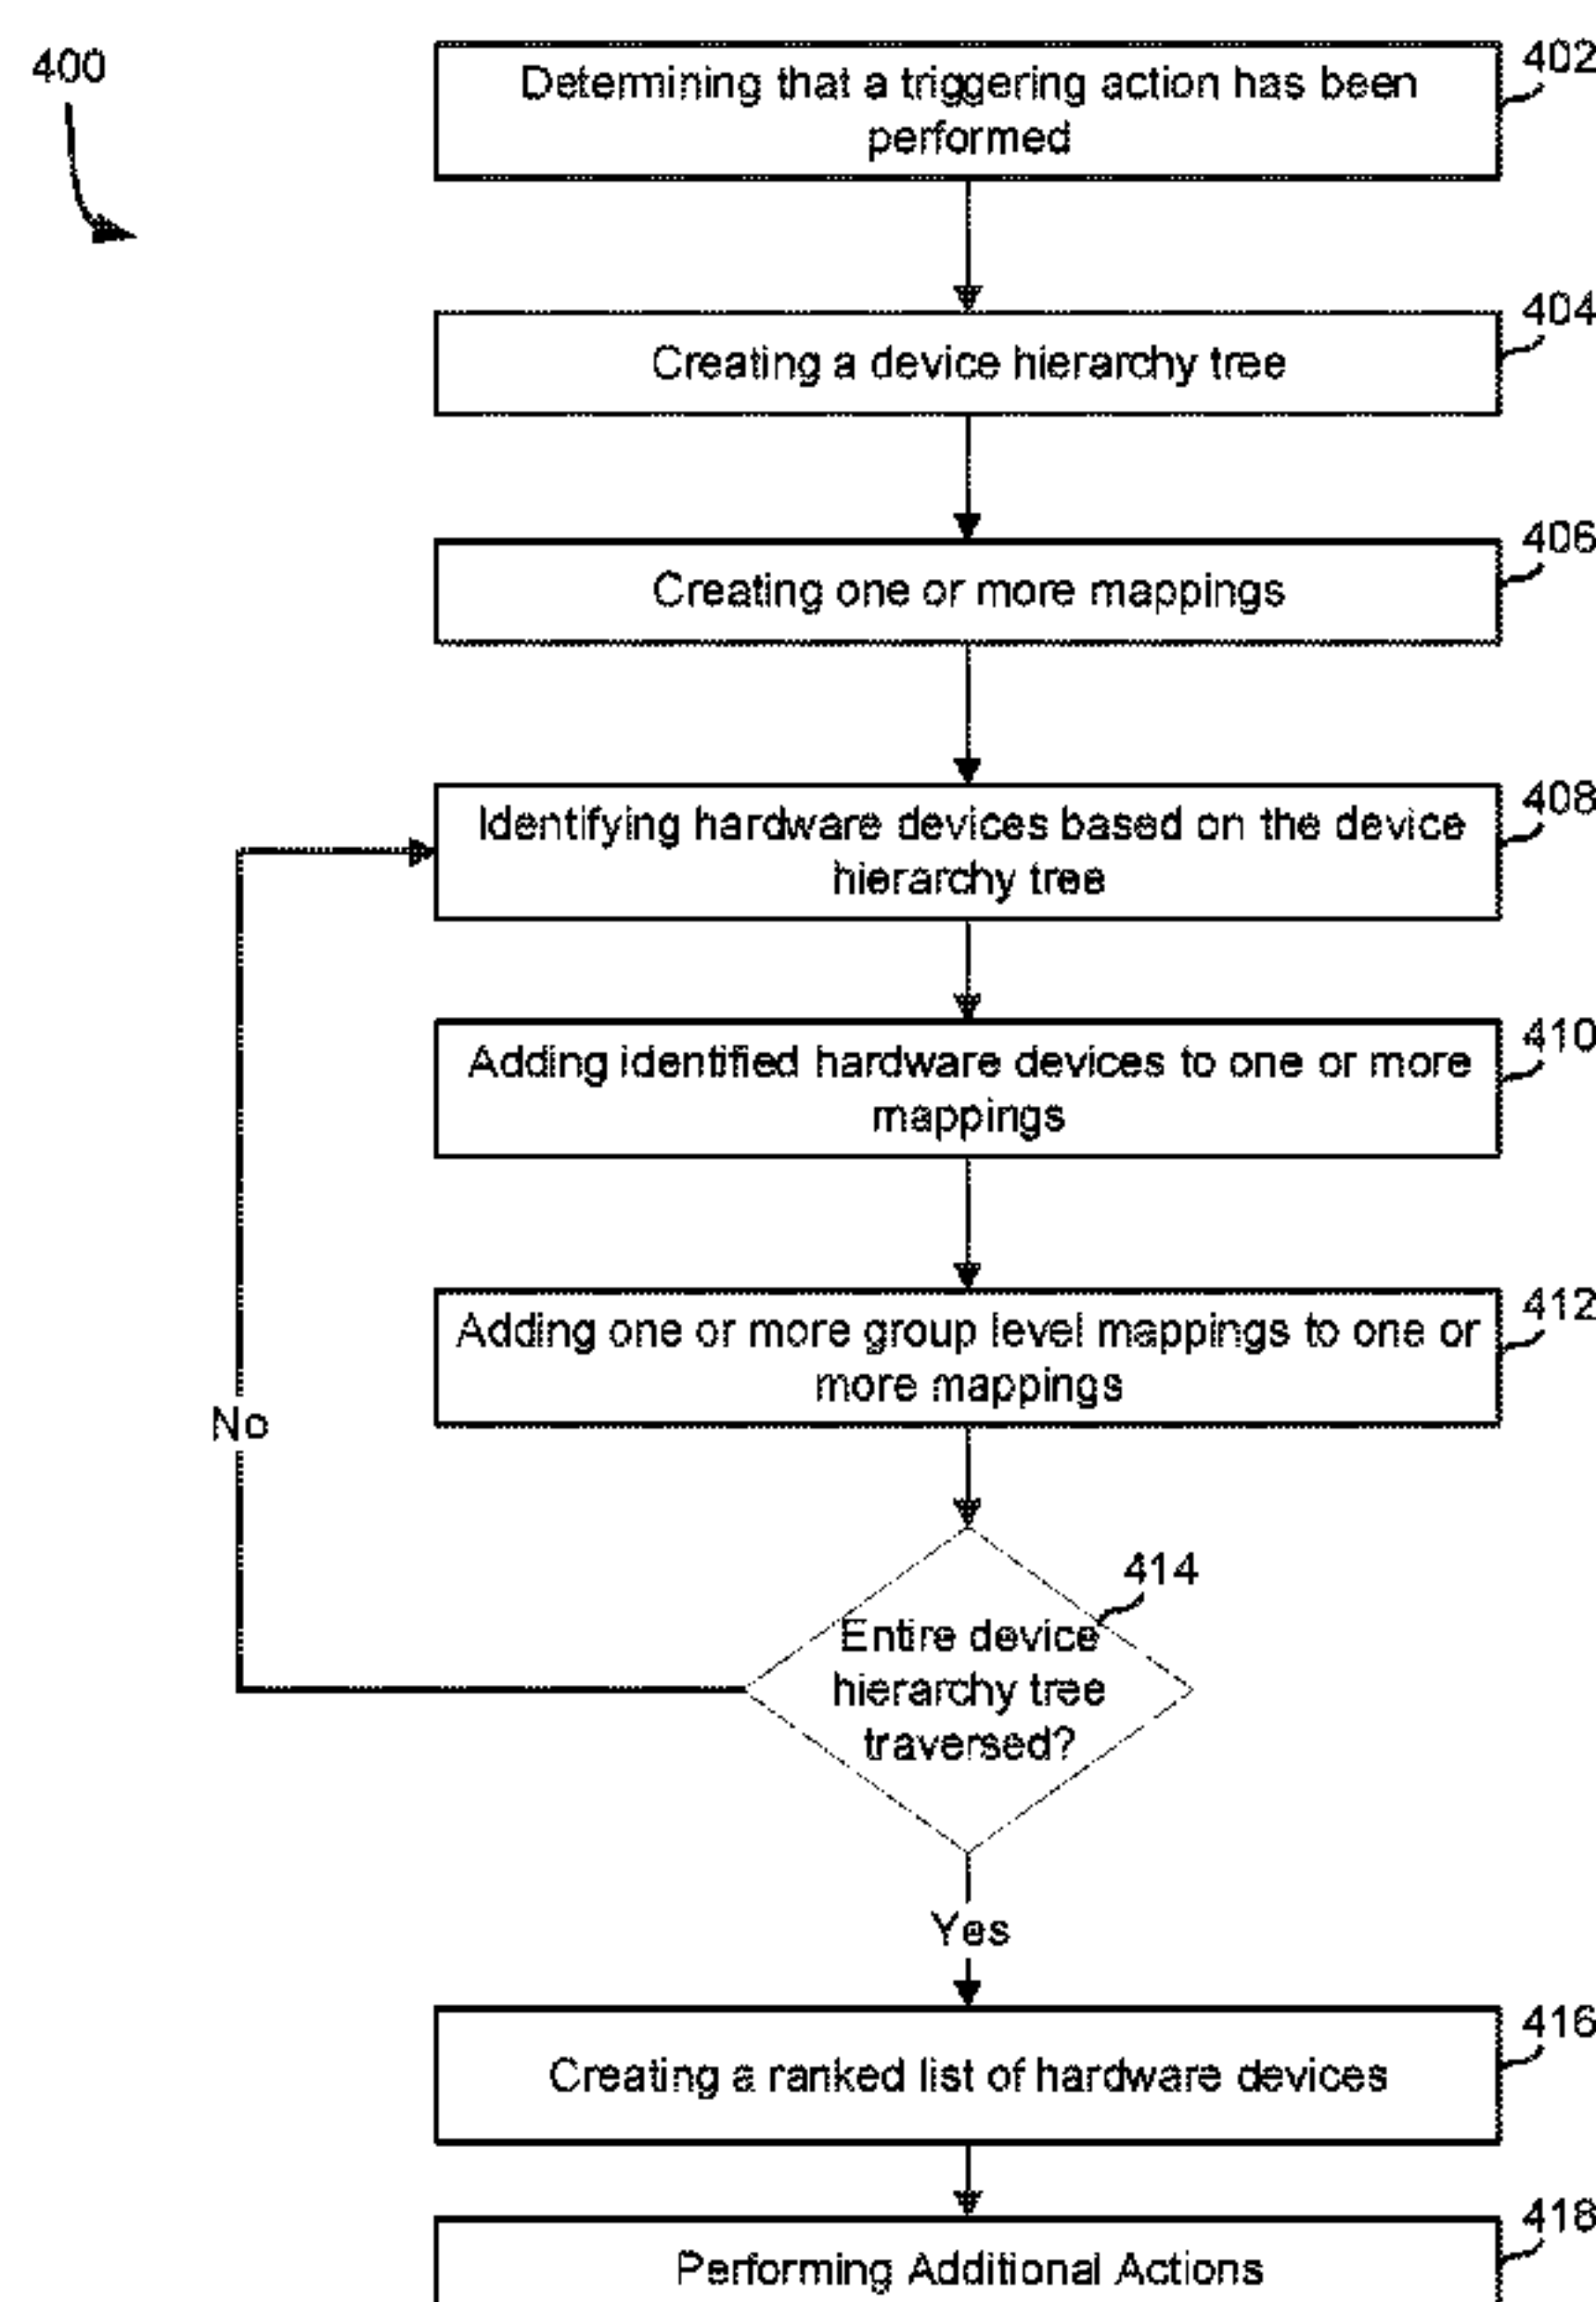 400
402
Determining that a triggering action has been
performed
404
Creating a device hierarchy tree
406
Creating one or more mappings
408
Identifying hardware devices based on the device
hierarchy tree
410
Adding identified hardware devices to one or more
mappings
412
Adding one or more group level mappings to one or
more mappings
No
414
Entire device
hierarchy tree
traversed?
Yes
416
Creating a ranked list of hardware devices
418
Performing Additional Actions